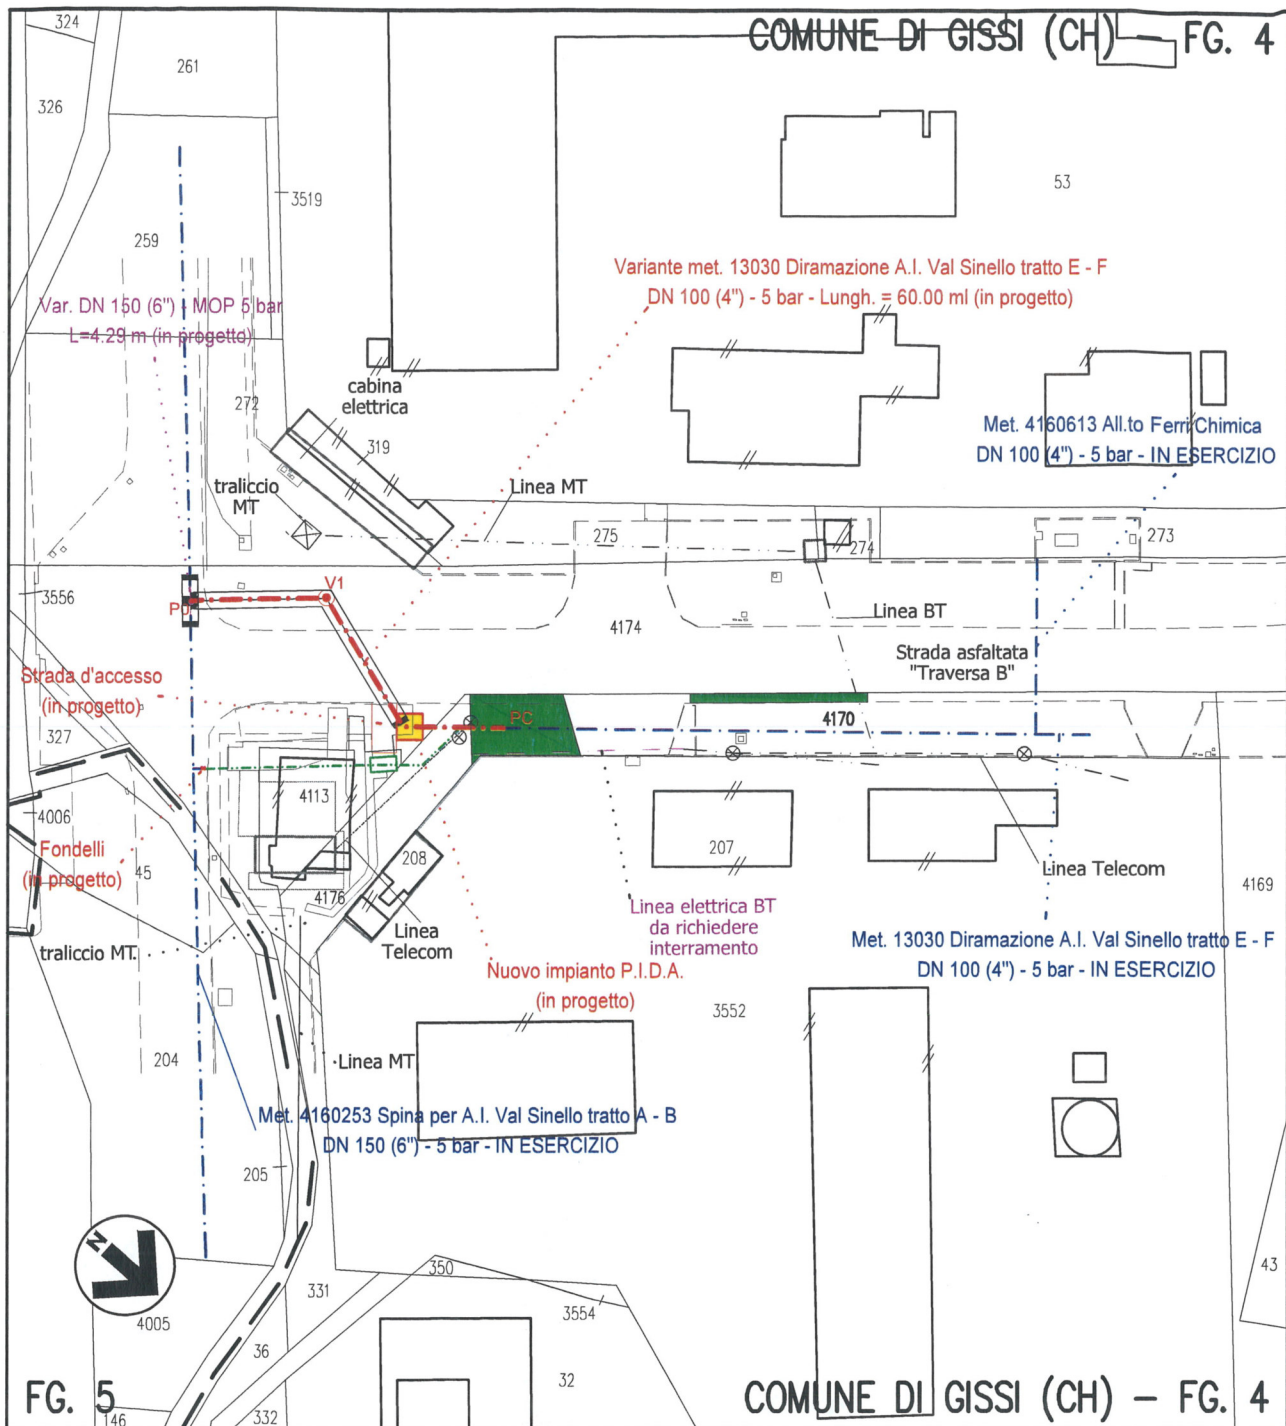 324
COMUNE DI GISSI (CH) — FG. 4
261
326
53
3519
259
Variante met. 13030 Diramazione A.I. Val Sinello tratto E - F
DN 100 (4") - 5 bar - Lungh. = 60.00 ml (in progetto)
Var. DN 150 (6") - MOP 5 bar
L=4.29 m (in progetto)
cabina
elettrica
272
319
Met. 4160613 All.to Ferri Chimica
DN 100 (4") - 5 bar - IN ESERCIZIO
traliccio
MT
Linea MT
275
274
273
V1
3556
Linea BT
4174
Strada asfaltata
"Traversa B"
Strada d'accesso
(in progetto)
PC
4170
327
4113
4006
Fondelli
(in progetto)
45
208
207
Linea Telecom
4169
4176
Linea
Telecom
Linea elettrica BT
da richiedere
interramento
traliccio MT
Met. 13030 Diramazione A.I. Val Sinello tratto E - F
DN 100 (4") - 5 bar - IN ESERCIZIO
Nuovo impianto P.I.D.A.
(in progetto)
3552
204
Linea MT
Met. 4160253 Spina per A.I. Val Sinello tratto A - B
DN 150 (6") - 5 bar - IN ESERCIZIO
205
N
350
43
331
3554
4005
36
32
FG. 5
COMUNE DI GISSI (CH) — FG. 4
146
332